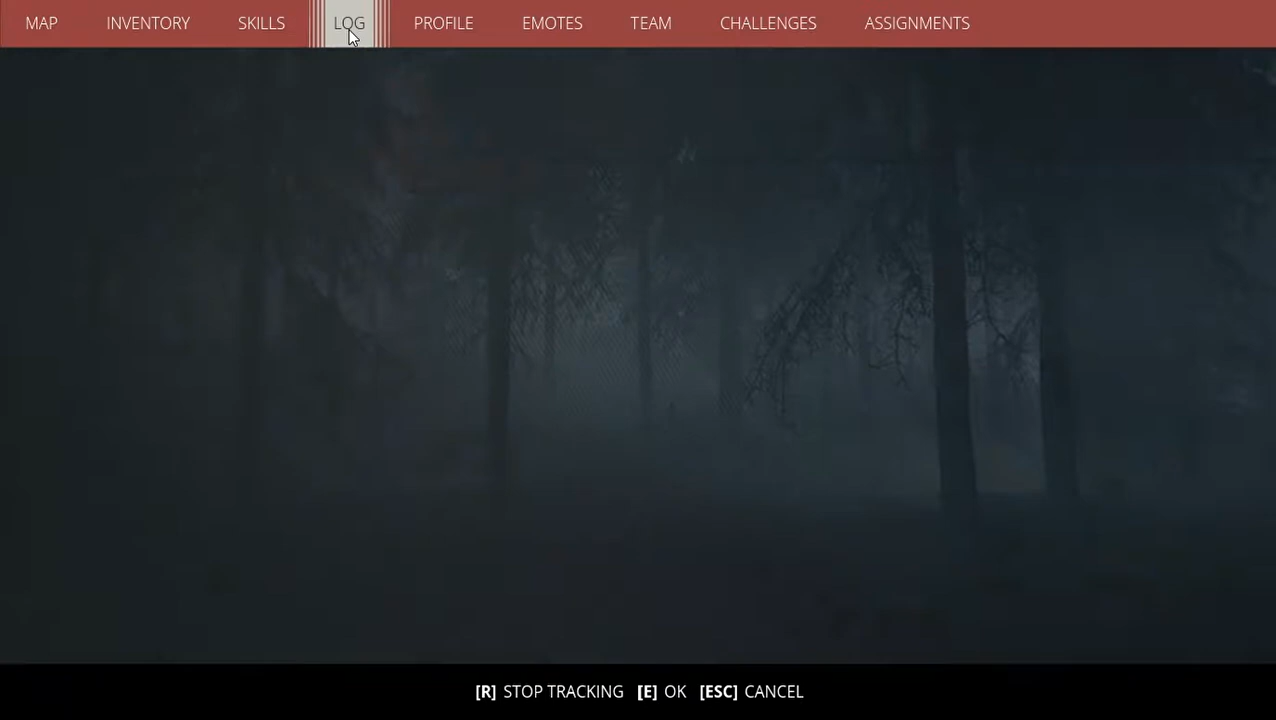 MAP INVENTORY SKILLS LOG PROFILE EMOTES TEAM CHALLENGES ASSIGNMENTS
[R] STOP TRACKING [E] OK [ESC] CANCEL